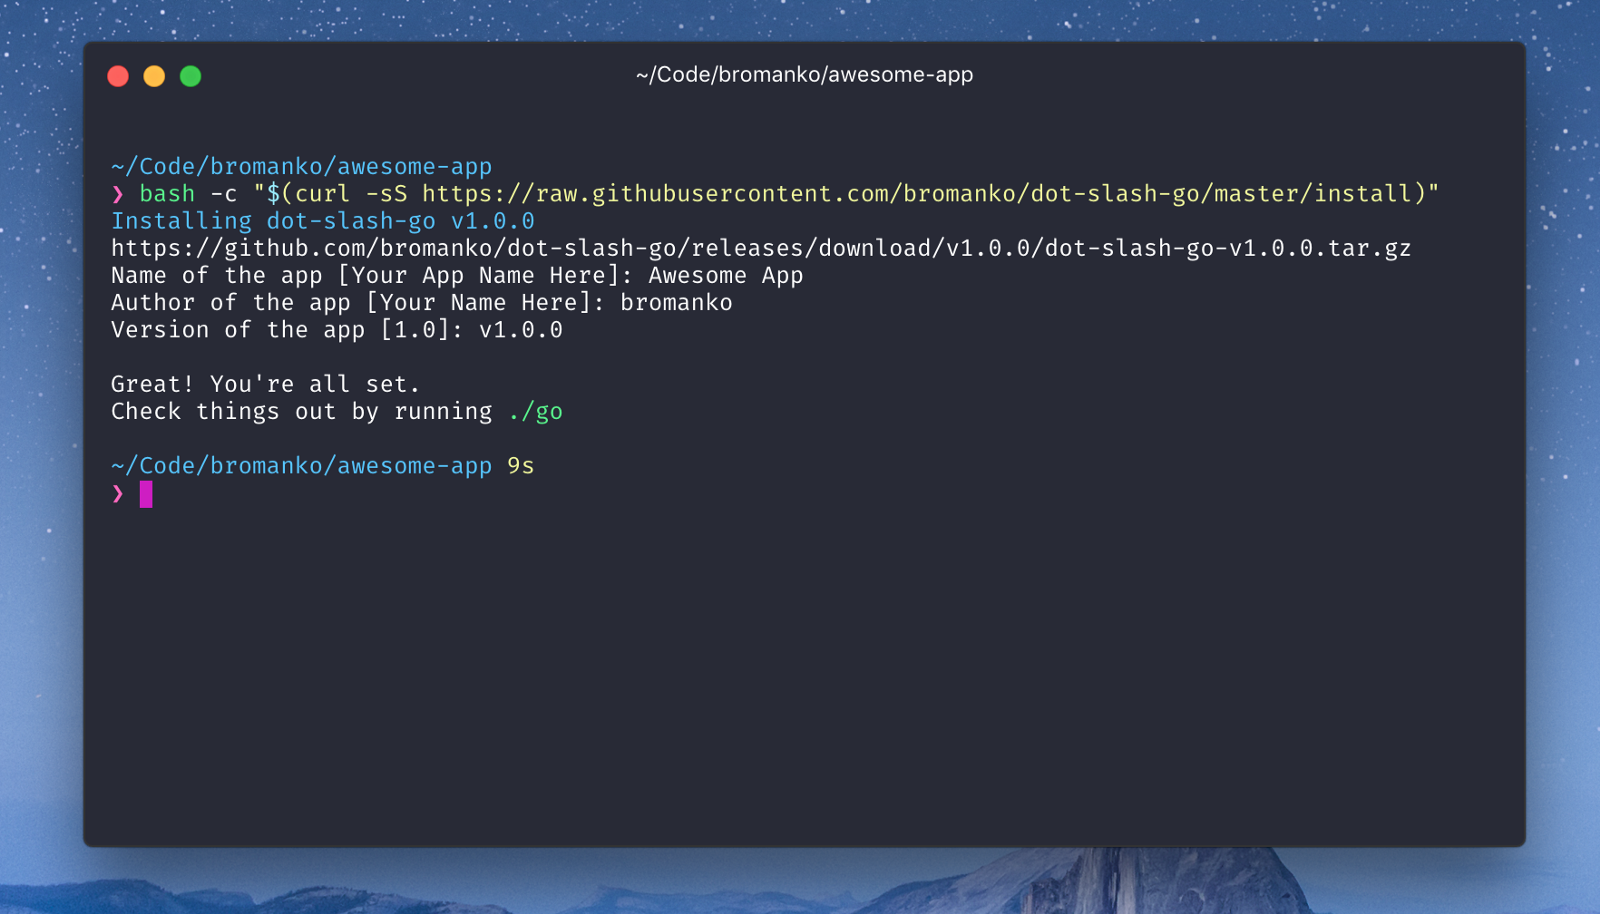 ~/Code/bromanko/awesome-app
~/Code/bromanko/awesome-app
❯ bash -c "$(curl -sS https://raw.githubusercontent.com/bromanko/dot-slash-go/master/install)"
Installing dot-slash-go v1.0.0
https://github.com/bromanko/dot-slash-go/releases/download/v1.0.0/dot-slash-go-v1.0.0.tar.gz
Name of the app [Your App Name Here]: Awesome App
Author of the app [Your Name Here]: bromanko
Version of the app [1.0]: v1.0.0
Great! You're all set.
Check things out by running ./go
~/Code/bromanko/awesome-app 9s
❯